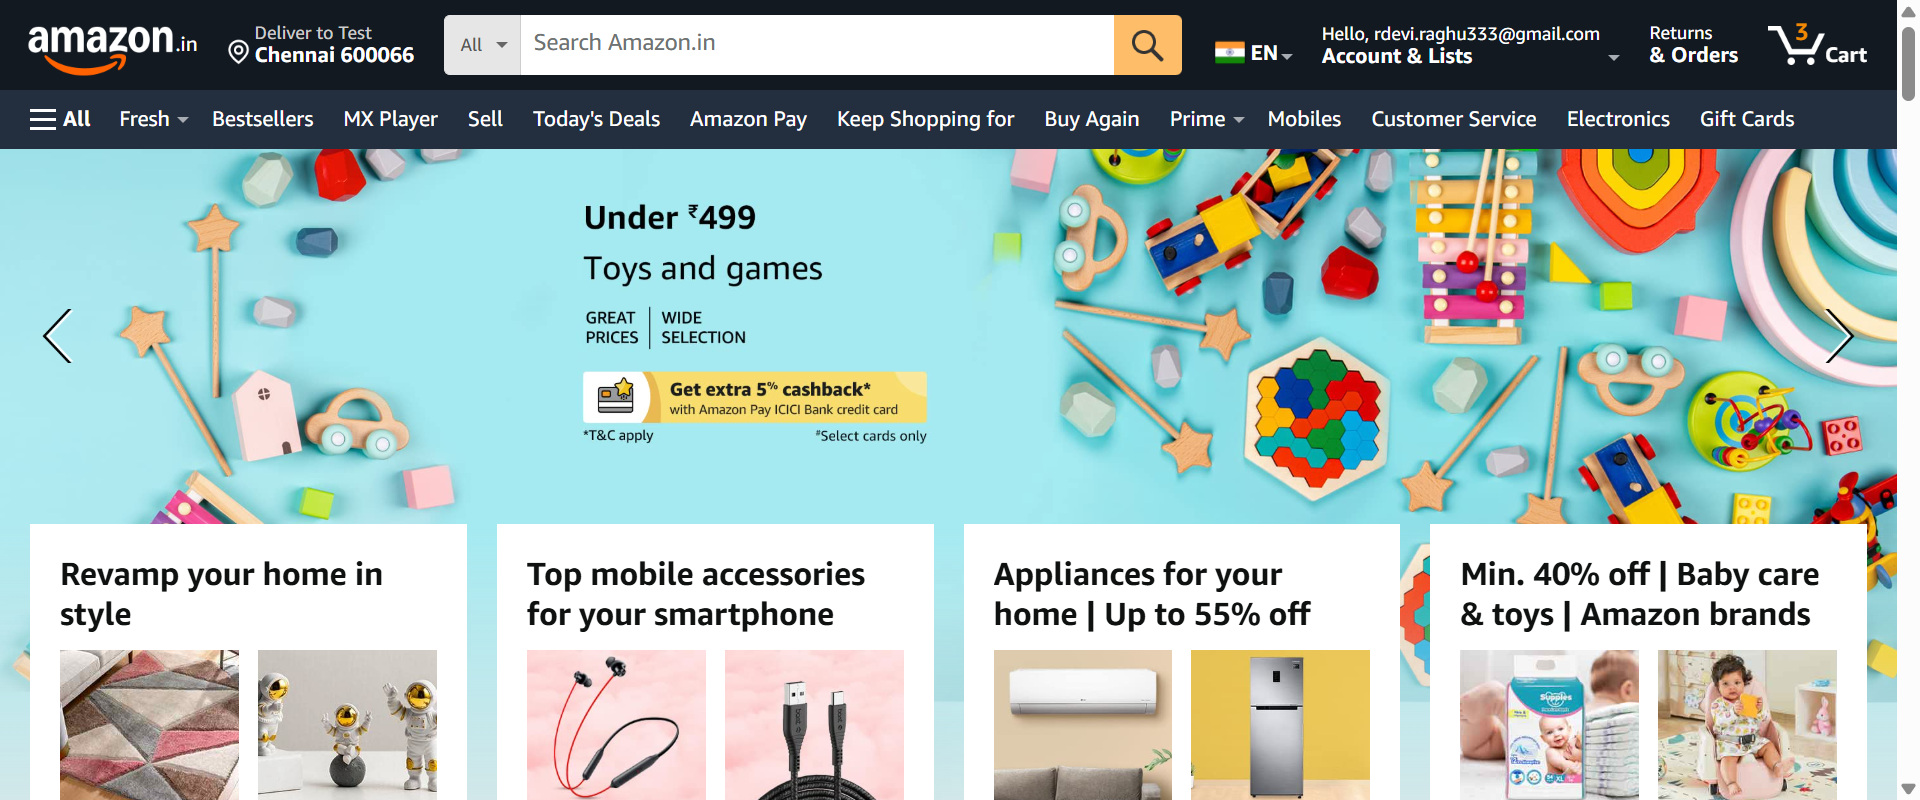 amazon.in
Deliver to Test
Chennai 600066
All
Search Amazon.in
EN
Hello, rdevi.raghu333@gmail.com
Account & Lists
Returns
& Orders
3
Cart
All
Fresh
Bestsellers
MX Player
Sell
Today's Deals
Amazon Pay
Keep Shopping for
Buy Again
Prime
Mobiles
Customer Service
Electronics
Gift Cards
Under ₹499
Toys and games
GREAT PRICES
WIDE SELECTION
Get extra 5% cashback*
with Amazon Pay ICICI Bank credit card
*T&C apply
#Select cards only
Revamp your home in
style
Top mobile accessories
for your smartphone
Appliances for your
home | Up to 55% off
Min. 40% off | Baby care
& toys | Amazon brands
Supples